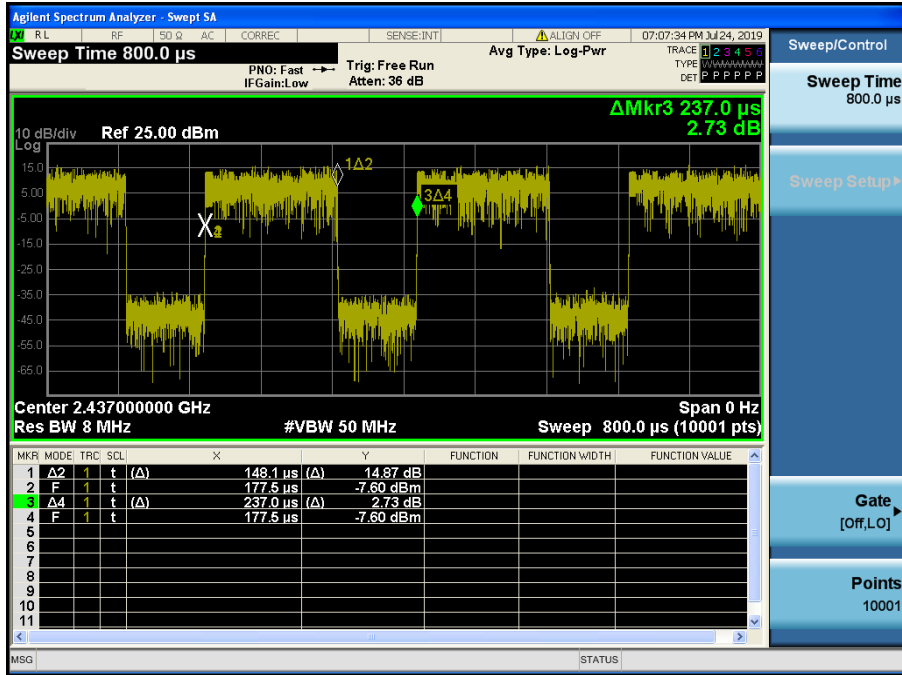 Agilent Spectrum Analyzer - Swept SA
LXI RL RF 50 Ω AC CORREC SENSE:INT ALIGN OFF 07:07:34 PM Jul 24, 2019
Sweep Time 800.0 µs
PNO: Fast
IFGain:Low
Trig: Free Run
Atten: 36 dB
Avg Type: Log-Pwr
TRACE 1 2 3 4 5 6
TYPE WWWWWW
DET P P P P P P
ΔMkr3 237.0 µs
2.73 dB
10 dB/div
Log
Ref 25.00 dBm
15.0
5.00
-5.00
-15.0
-25.0
-35.0
-45.0
-55.0
-65.0
1Δ2
3Δ4
X
Center 2.437000000 GHz Span 0 Hz
Res BW 8 MHz #VBW 50 MHz Sweep 800.0 µs (10001 pts)
MKR MODE TRC SCL X Y FUNCTION FUNCTION WIDTH FUNCTION VALUE
1 Δ2 1 t (Δ) 148.1 µs (Δ) 14.87 dB
2 F 1 t 177.5 µs -7.60 dBm
3 Δ4 1 t (Δ) 237.0 µs (Δ) 2.73 dB
4 F 1 t 177.5 µs -7.60 dBm
5
6
7
8
9
10
11
MSG STATUS
Sweep/Control
Sweep Time
800.0 µs
Sweep Setup
Gate
[Off,LO]
Points
10001